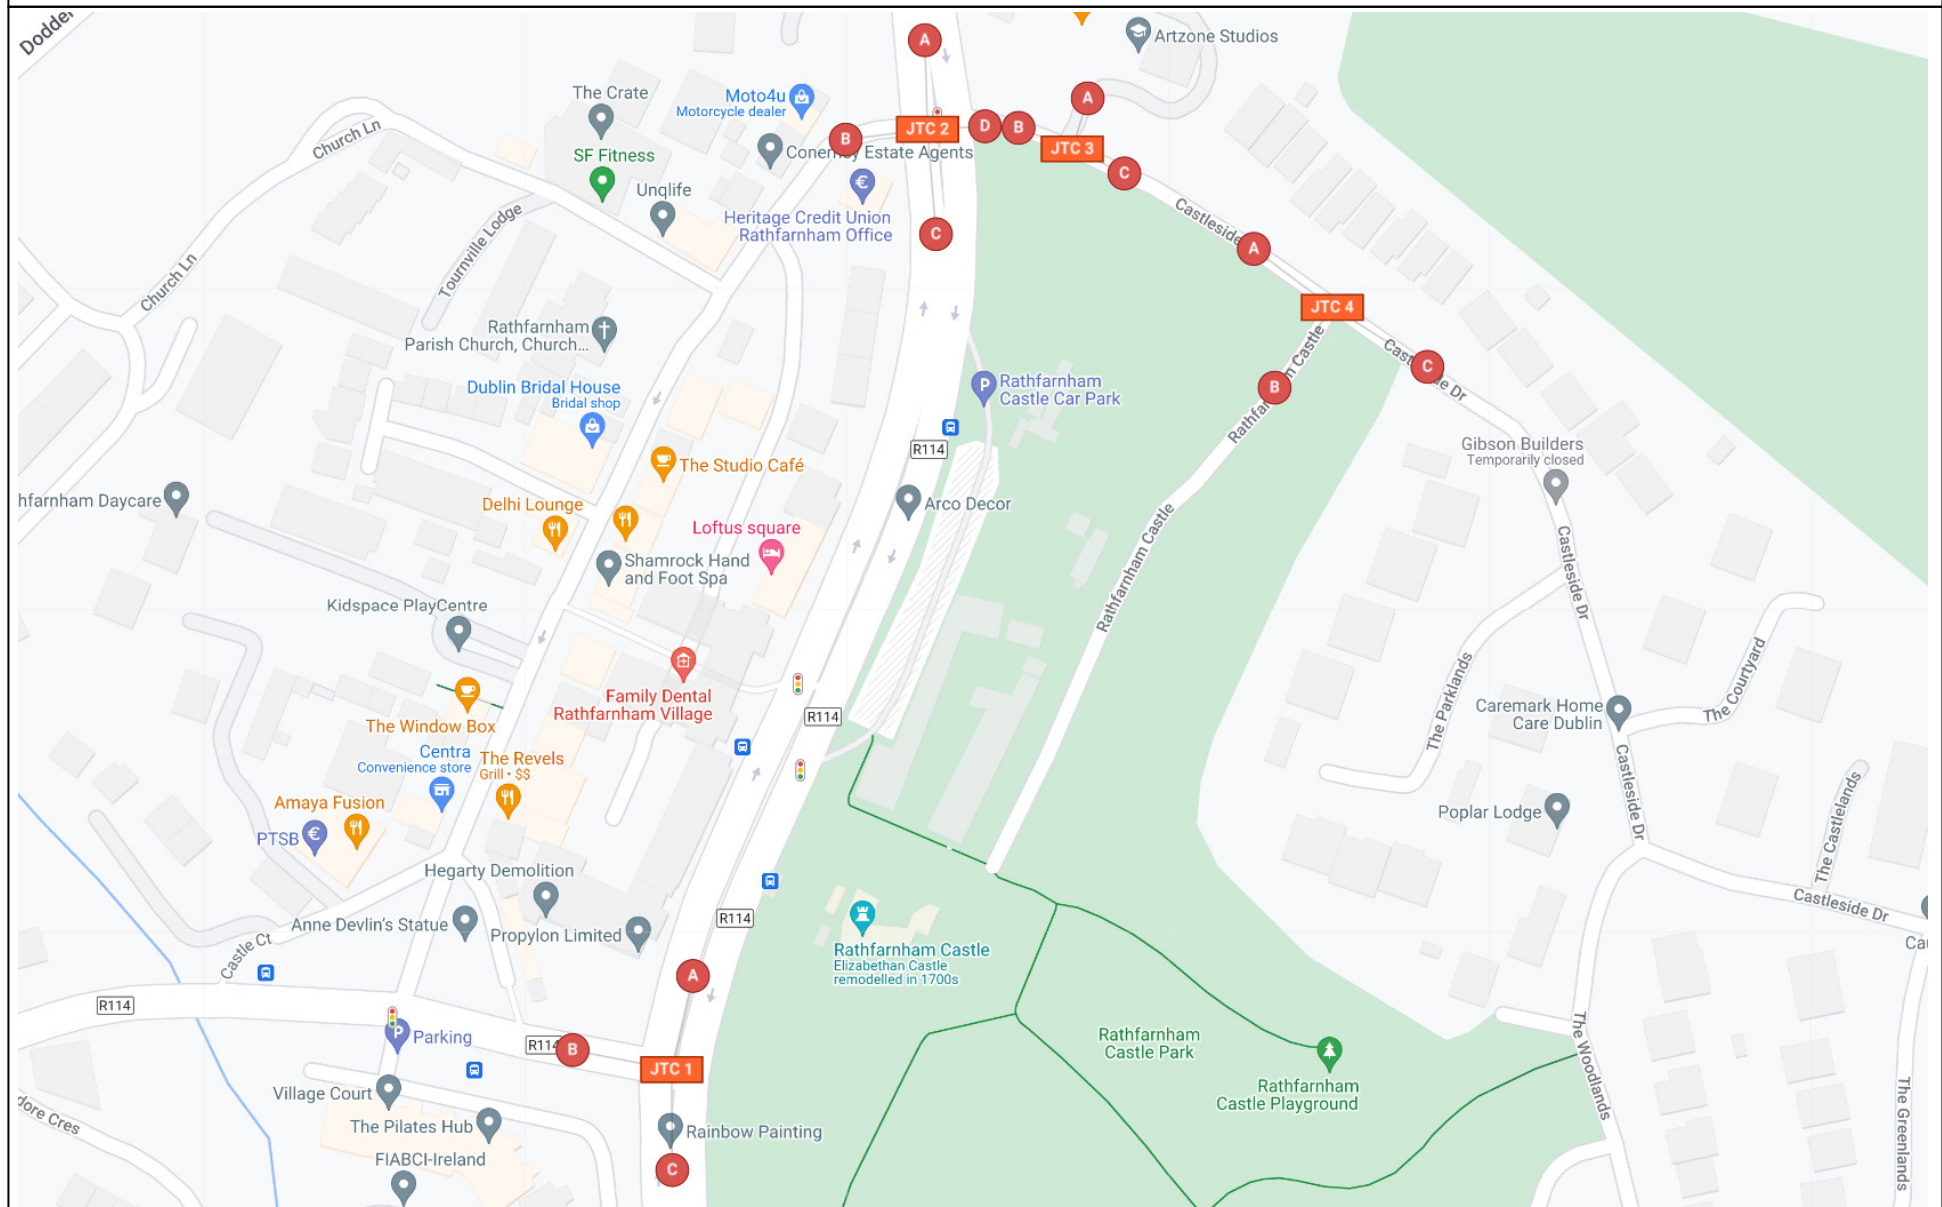 Dodder
Artzone Studios
A
The Crate
Moto4u
Motorcycle dealer
A
JTC 2
D
B
B
JTC 3
Church Ln
SF Fitness
Conerney Estate Agents
C
Unqlife
€
Heritage Credit Union
Rathfarnham Office
C
Castleside
A
Tournville Lodge
Church Ln
JTC 4
Rathfarnham
Parish Church, Church...
Castleside Dr
C
Dublin Bridal House
Bridal shop
P
Rathfarnham
Castle Car Park
B
Rathfarnham Castle
R114
Gibson Builders
Temporarily closed
The Studio Café
hfarnham Daycare
Delhi Lounge
Arco Decor
Loftus square
Rathfarnham Castle
Castleside Dr
Shamrock Hand
and Foot Spa
Kidspace PlayCentre
The Parklands
The Courtyard
Family Dental
Rathfarnham Village
R114
Caremark Home
Care Dublin
The Window Box
Centra
Convenience store
The Revels
Grill • $$
Castleside Dr
Amaya Fusion
PTSB
€
Poplar Lodge
The Castlelands
Hegarty Demolition
Castleside Dr
Anne Devlin's Statue
Propylon Limited
R114
Castle Ct
Rathfarnham Castle
Elizabethan Castle
remodelled in 1700s
Cau
A
R114
P
Parking
R114
B
JTC 1
Rathfarnham
Castle Park
Rathfarnham
Castle Playground
The Woodlands
The Greenlands
Village Court
dore Cres
The Pilates Hub
Rainbow Painting
FIABCI-Ireland
C